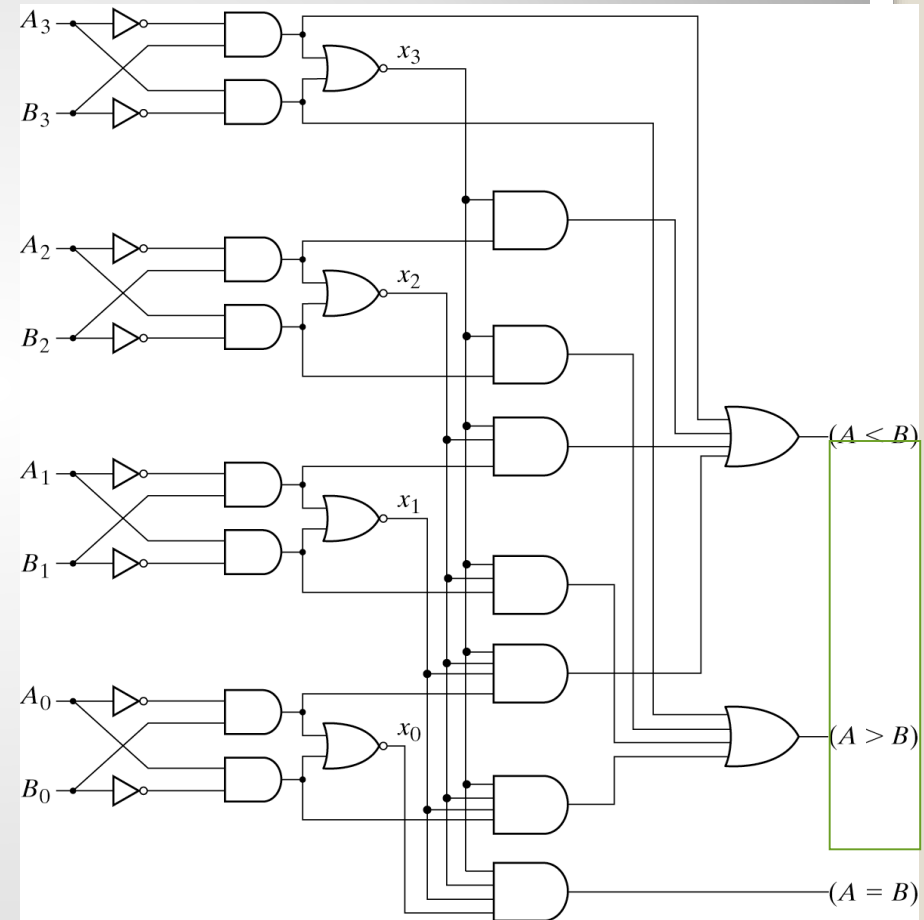 A3
x3
B3
A2
x2
B2
(A < B)
A1
x1
B1
A0
x0
(A > B)
B0
(A = B)